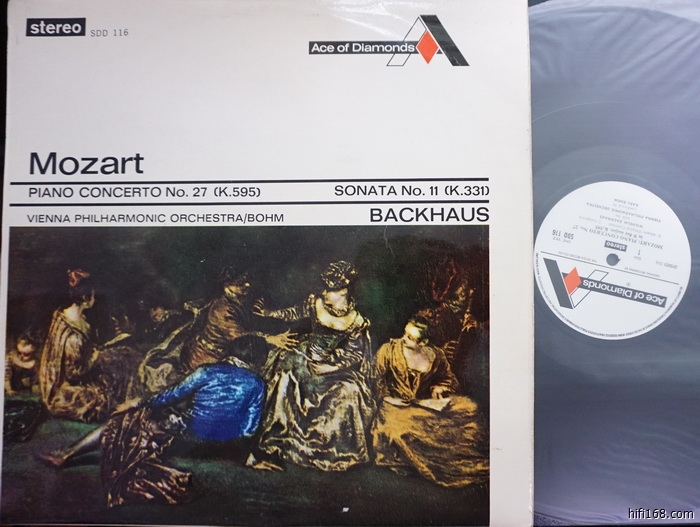 stereo SDD 116
Ace of Diamonds
Mozart
PIANO CONCERTO No. 27 (K.595) SONATA No. 11 (K.331)
VIENNA PHILHARMONIC ORCHESTRA/BOHM BACKHAUS
Ace of Diamonds
stereo
SDD 116
hifi168.com